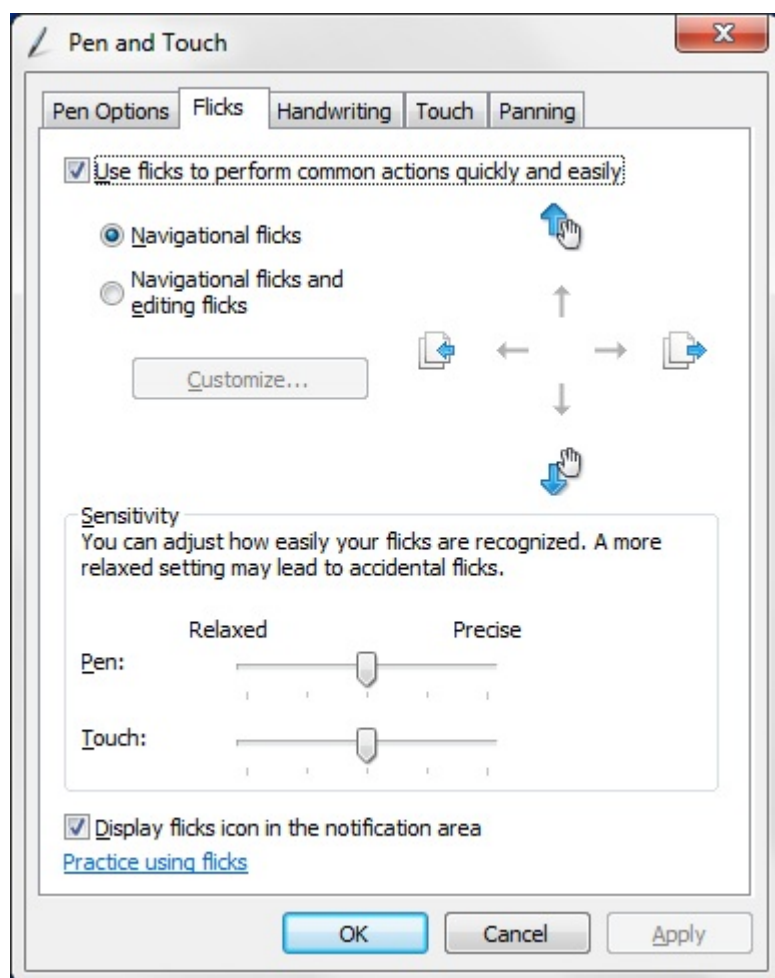 Pen and Touch
Pen Options Flicks Handwriting Touch Panning
Use flicks to perform common actions quickly and easily
Navigational flicks
Navigational flicks and
editing flicks
Customize...
Sensitivity
You can adjust how easily your flicks are recognized. A more
relaxed setting may lead to accidental flicks.
Relaxed Precise
Pen:
Touch:
Display flicks icon in the notification area
Practice using flicks
OK Cancel Apply